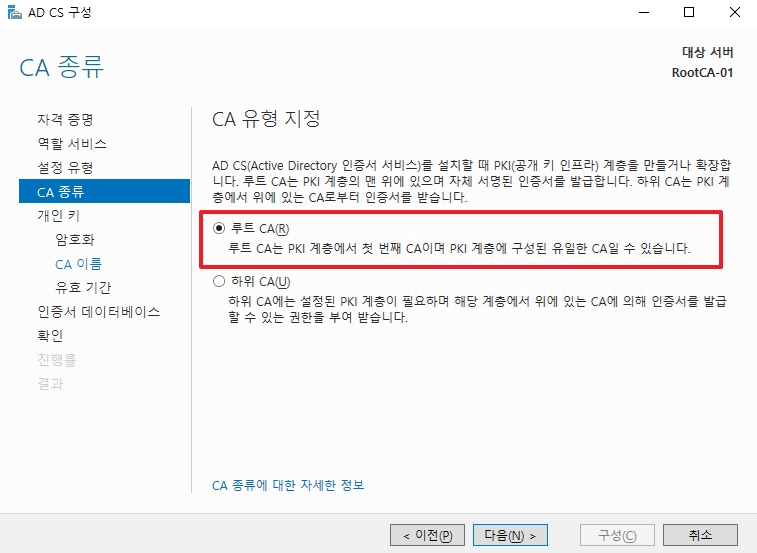 AD CS 구성
CA 종류
대상 서버
RootCA-01
자격 증명
역할 서비스
설정 유형
CA 종류
개인 키
암호화
CA 이름
유효 기간
인증서 데이터베이스
확인
진행률
결과
CA 유형 지정
AD CS(Active Directory 인증서 서비스)를 설치할 때 PKI(공개 키 인프라) 계층을 만들거나 확장합
니다. 루트 CA는 PKI 계층의 맨 위에 있으며 자체 서명된 인증서를 발급합니다. 하위 CA는 PKI 계
층에서 위에 있는 CA로부터 인증서를 받습니다.
루트 CA(R)
루트 CA는 PKI 계층에서 첫 번째 CA이며 PKI 계층에 구성된 유일한 CA일 수 있습니다.
하위 CA(U)
하위 CA에는 설정된 PKI 계층이 필요하며 해당 계층에서 위에 있는 CA에 의해 인증서를 발급
할 수 있는 권한을 부여 받습니다.
CA 종류에 대한 자세한 정보
< 이전(P)
다음(N) >
구성(C)
취소